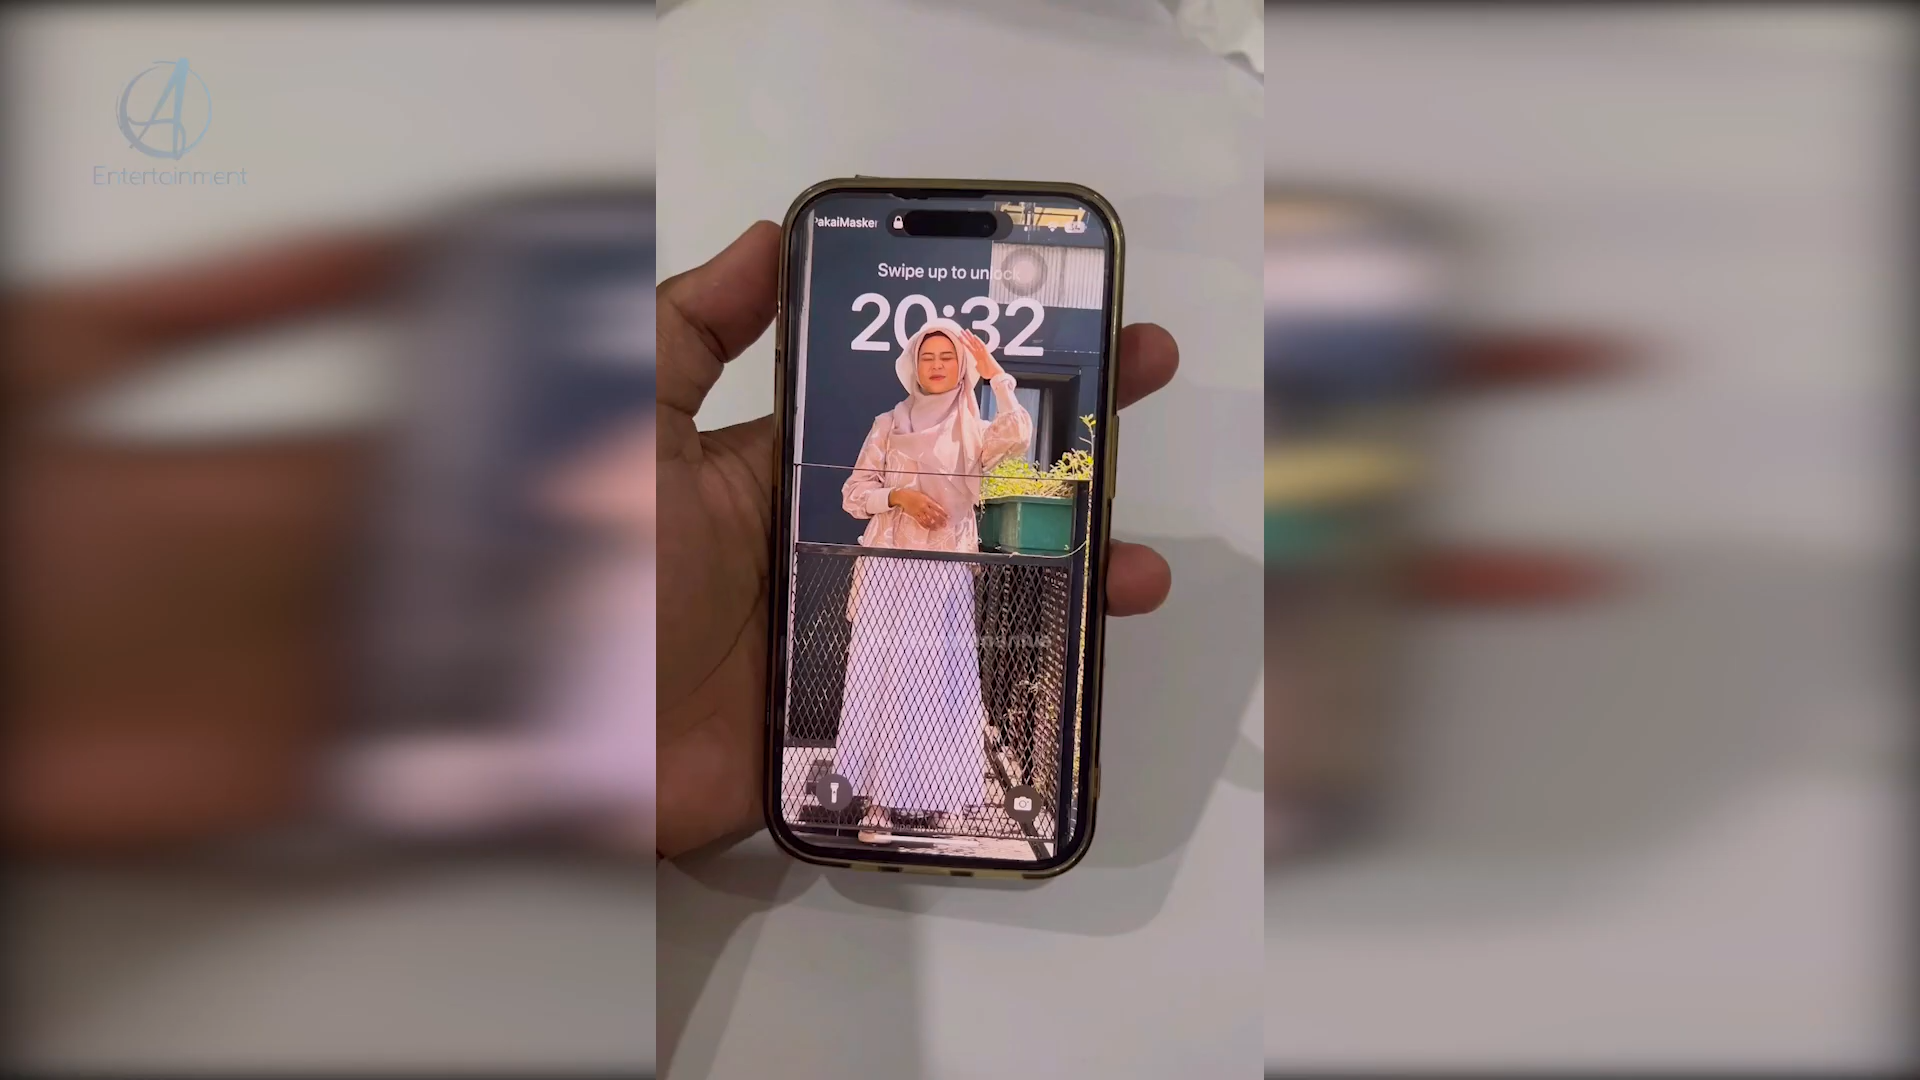 Entertainment
PakaiMasker
Swipe up to unlock
20:32